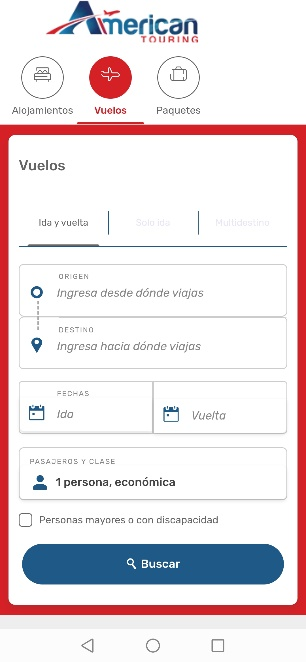 American
TOURING
Alojamientos
Vuelos
Paquetes
Vuelos
Ida y vuelta
Solo ida
Multidestino
ORIGEN
Ingresa desde dónde viajas
DESTINO
Ingresa hacia dónde viajas
FECHAS
Ida
Vuelta
PASAJEROS Y CLASE
1 persona, económica
Personas mayores o con discapacidad
Buscar